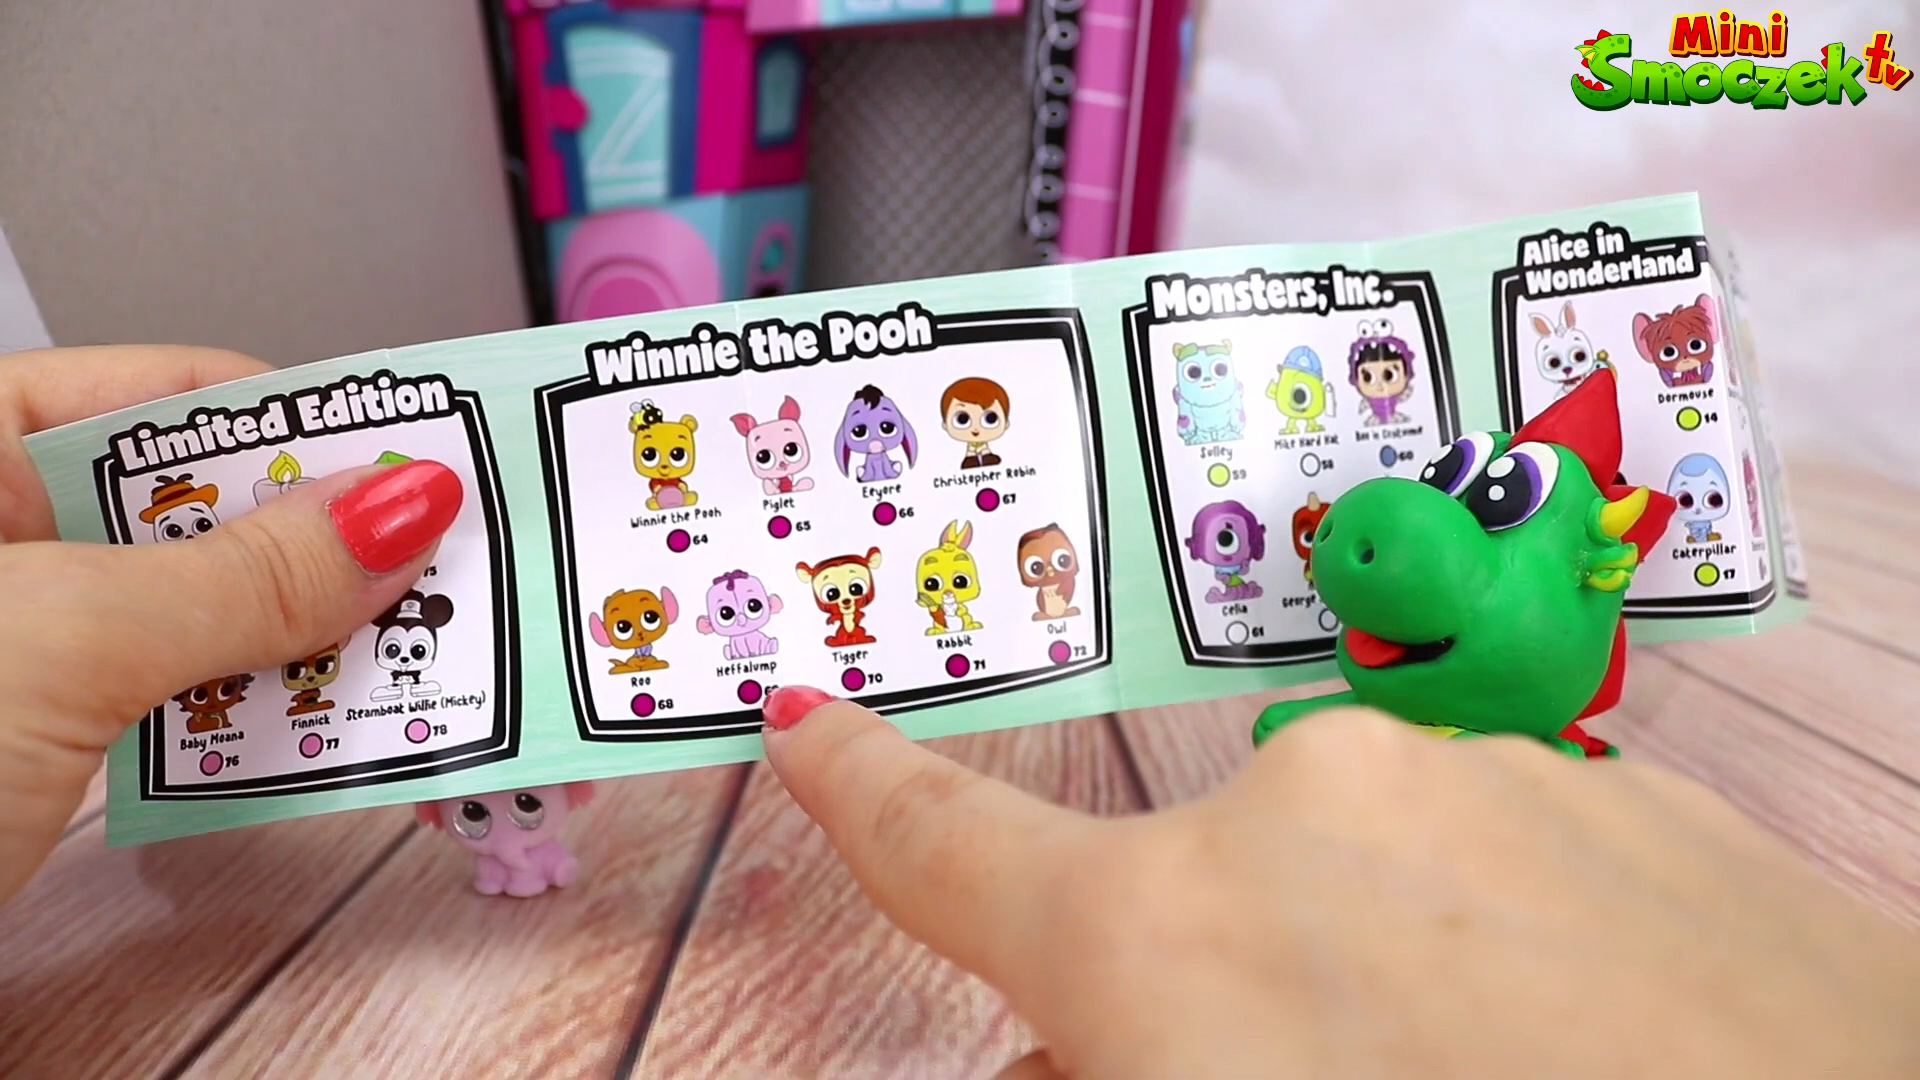 Mini
Smoczek tv
Limited Edition
75
Baby Moana
76
Finnick
77
Steamboat Willie (Mickey)
78
Winnie the Pooh
Winnie the Pooh
64
Piglet
65
Eeyore
66
Christopher Robin
67
Roo
68
Heffalump
Tigger
70
Rabbit
71
Owl
72
Monsters, Inc.
Sulley
59
Mike Hard Hat
58
Boo in Costume
60
Celia
61
George
Alice in
Wonderland
Dormouse
14
Caterpillar
17